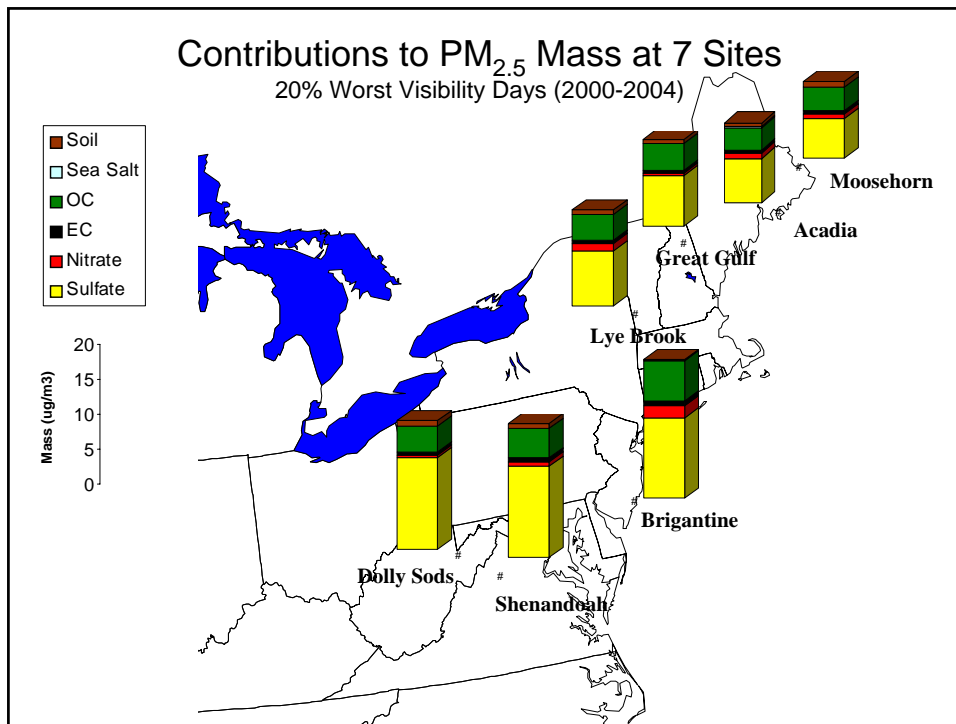 Contributions to PM2.5 Mass at 7 Sites
20% Worst Visibility Days (2000-2004)
Soil
Sea Salt
OC
EC
Nitrate
Sulfate
Mass (ug/m3)
20
15
10
5
0
Moosehorn
Acadia
Great Gulf
Lye Brook
Brigantine
Dolly Sods
Shenandoah
#
#
#
#
#
#
#